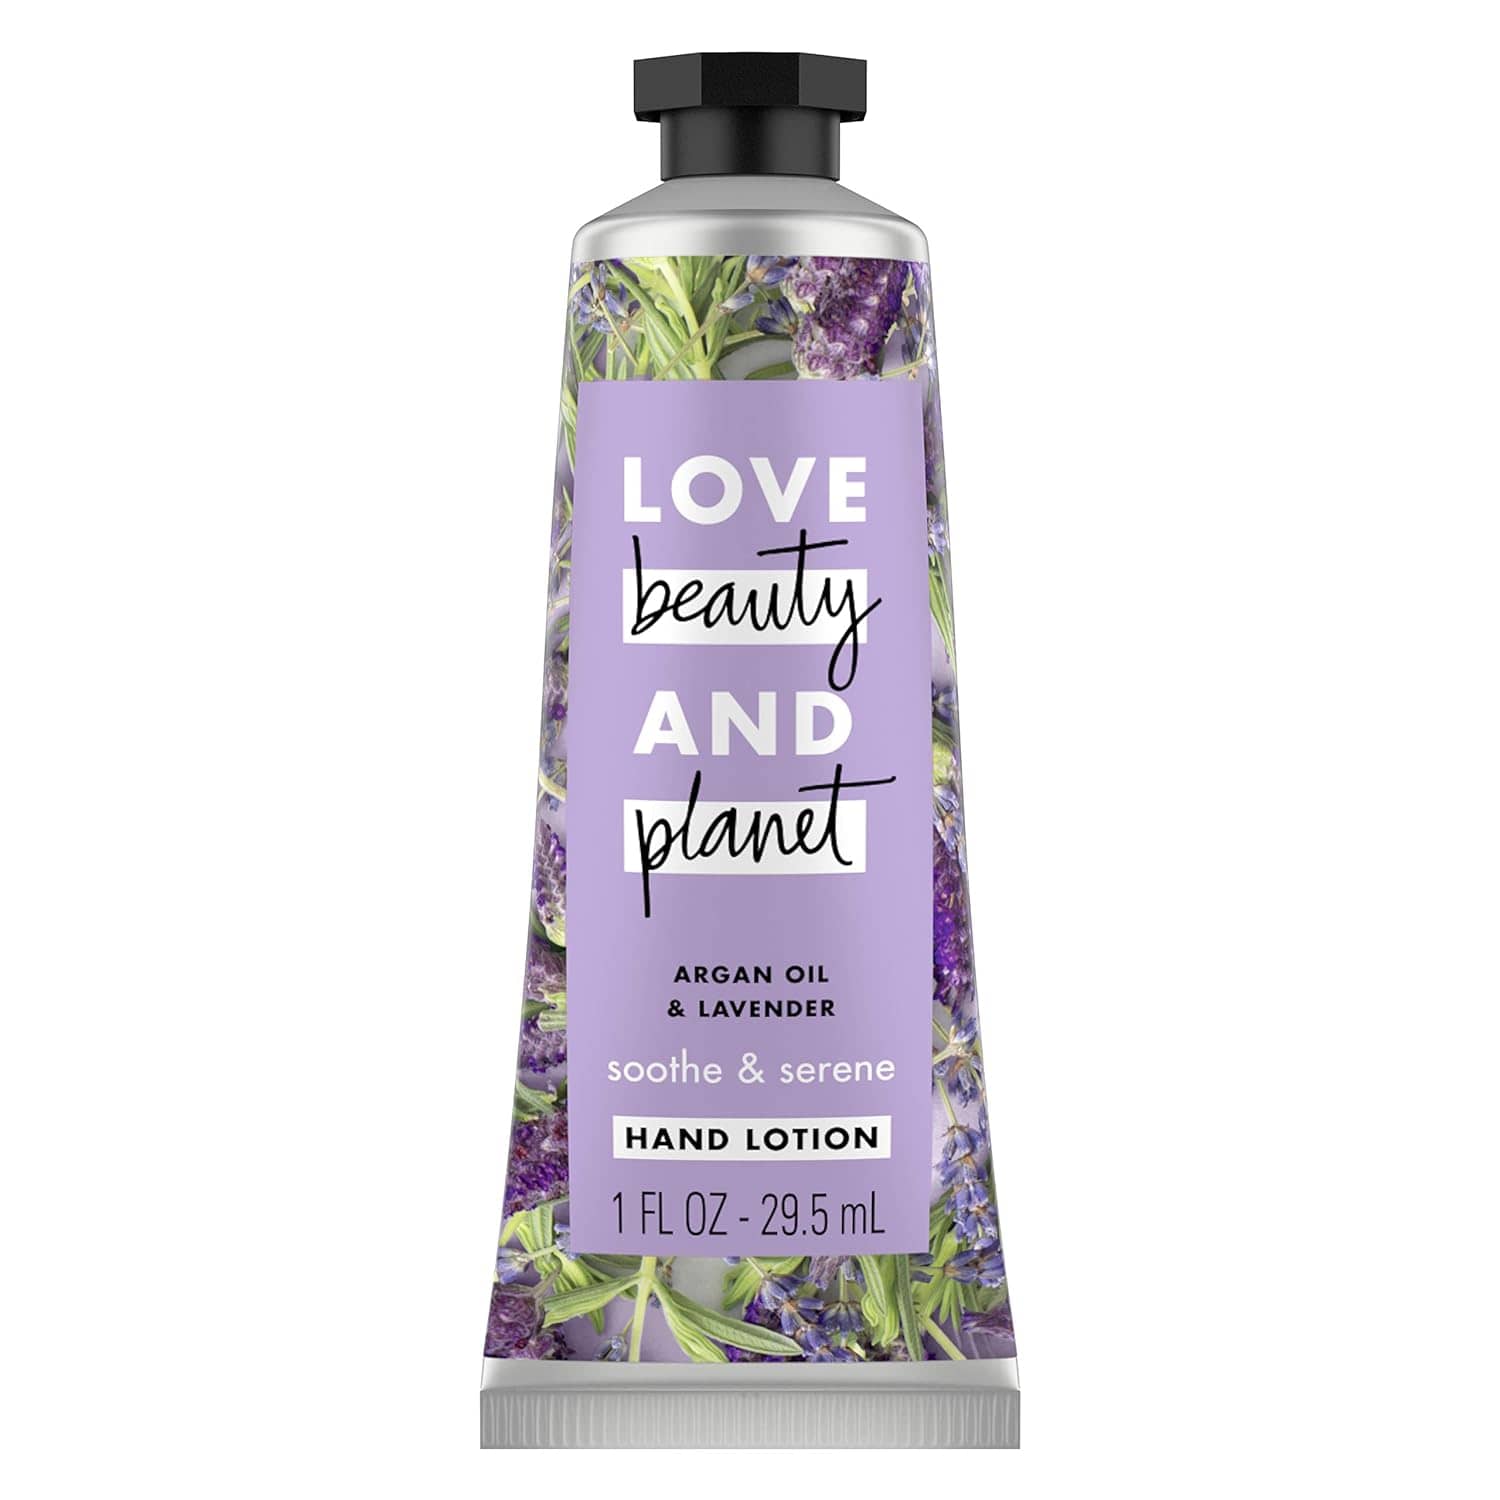 LOVE
beauty
AND
planet
ARGAN OIL
& LAVENDER
soothe & serene
HAND LOTION
1 FL OZ - 29.5 mL